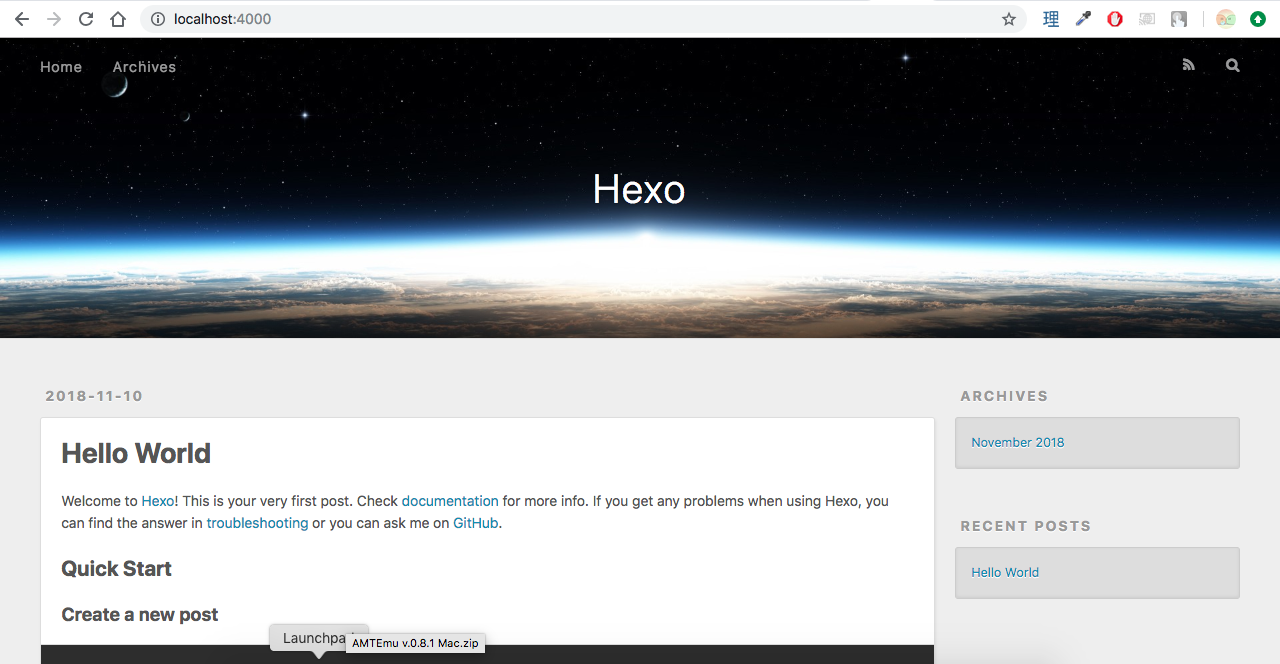 localhost:4000
理
Home
Archives
Hexo
2018-11-10
Hello World
Welcome to Hexo! This is your very first post. Check documentation for more info. If you get any problems when using Hexo, you
can find the answer in troubleshooting or you can ask me on GitHub.
Quick Start
Create a new post
ARCHIVES
November 2018
RECENT POSTS
Hello World
Launchpa
AMTEmu v.0.8.1 Mac.zip